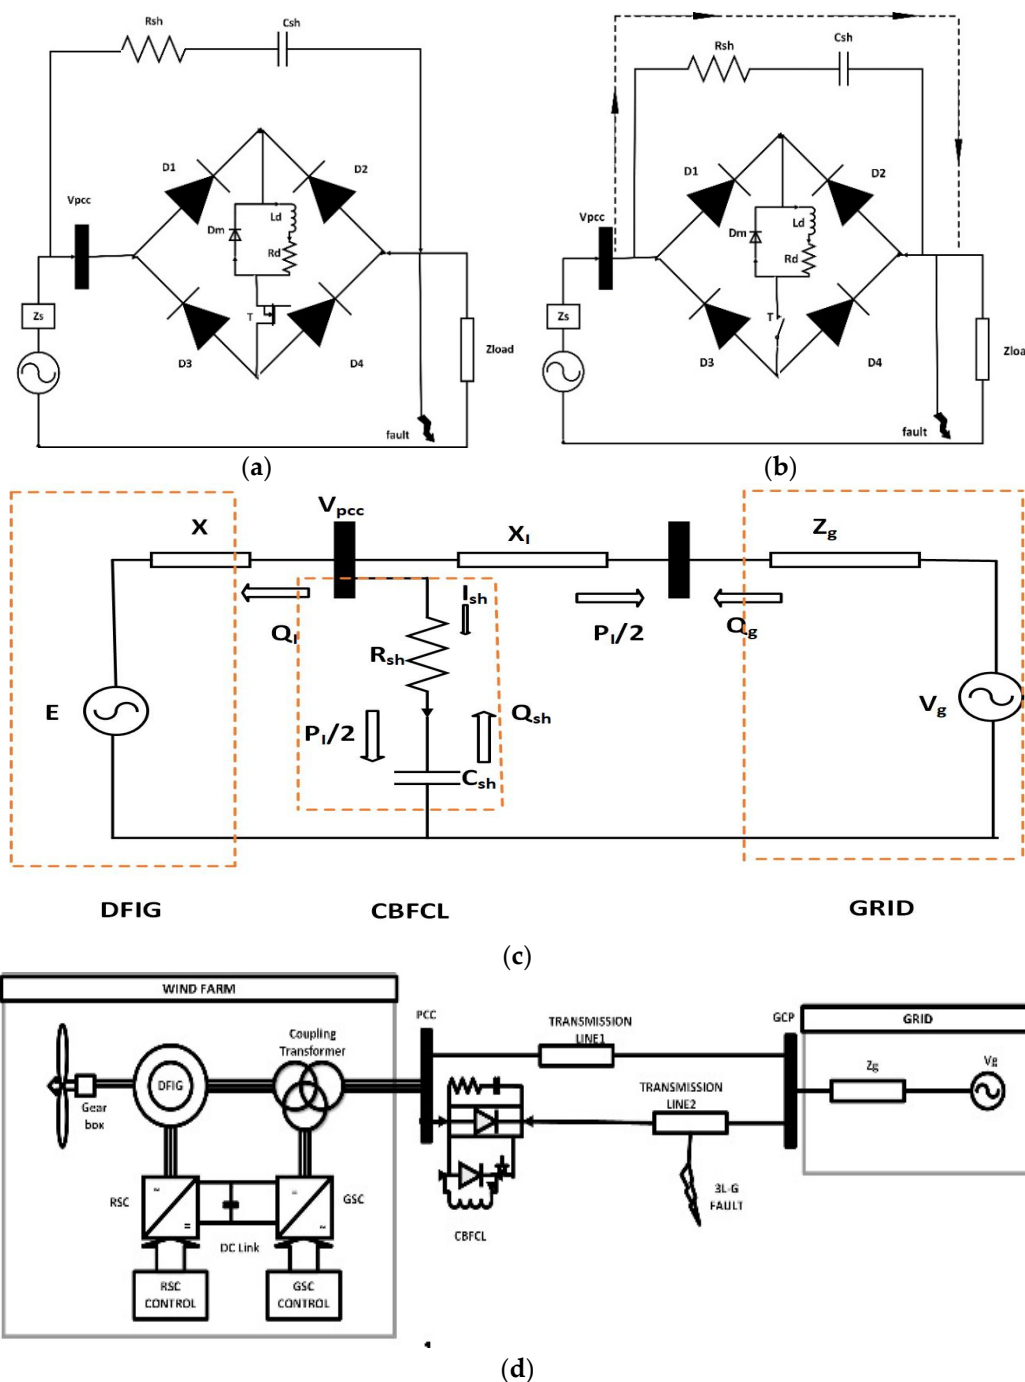 Rsh
Csh
D1
D2
Vpcc
Dm
Ld
Rd
Zs
T
D3
D4
Zload
fault
(a)
Rsh
Csh
D1
D2
Vpcc
Dm
Ld
Rd
Zs
T
D3
D4
Zloa
fault
(b)
Vpcc
X
Xl
Zg
Ish
Ql
Pl/2
Qg
Rsh
E
Pl/2
Qsh
Vg
Csh
DFIG
CBFCL
GRID
(c)
WIND FARM
PCC
TRANSMISSION
LINE1
GCP
GRID
Coupling
Transformer
DFIG
Gear
box
TRANSMISSION
LINE2
Zg
Vg
RSC
GSC
DC Link
CBFCL
3L-G
FAULT
RSC
CONTROL
GSC
CONTROL
(d)